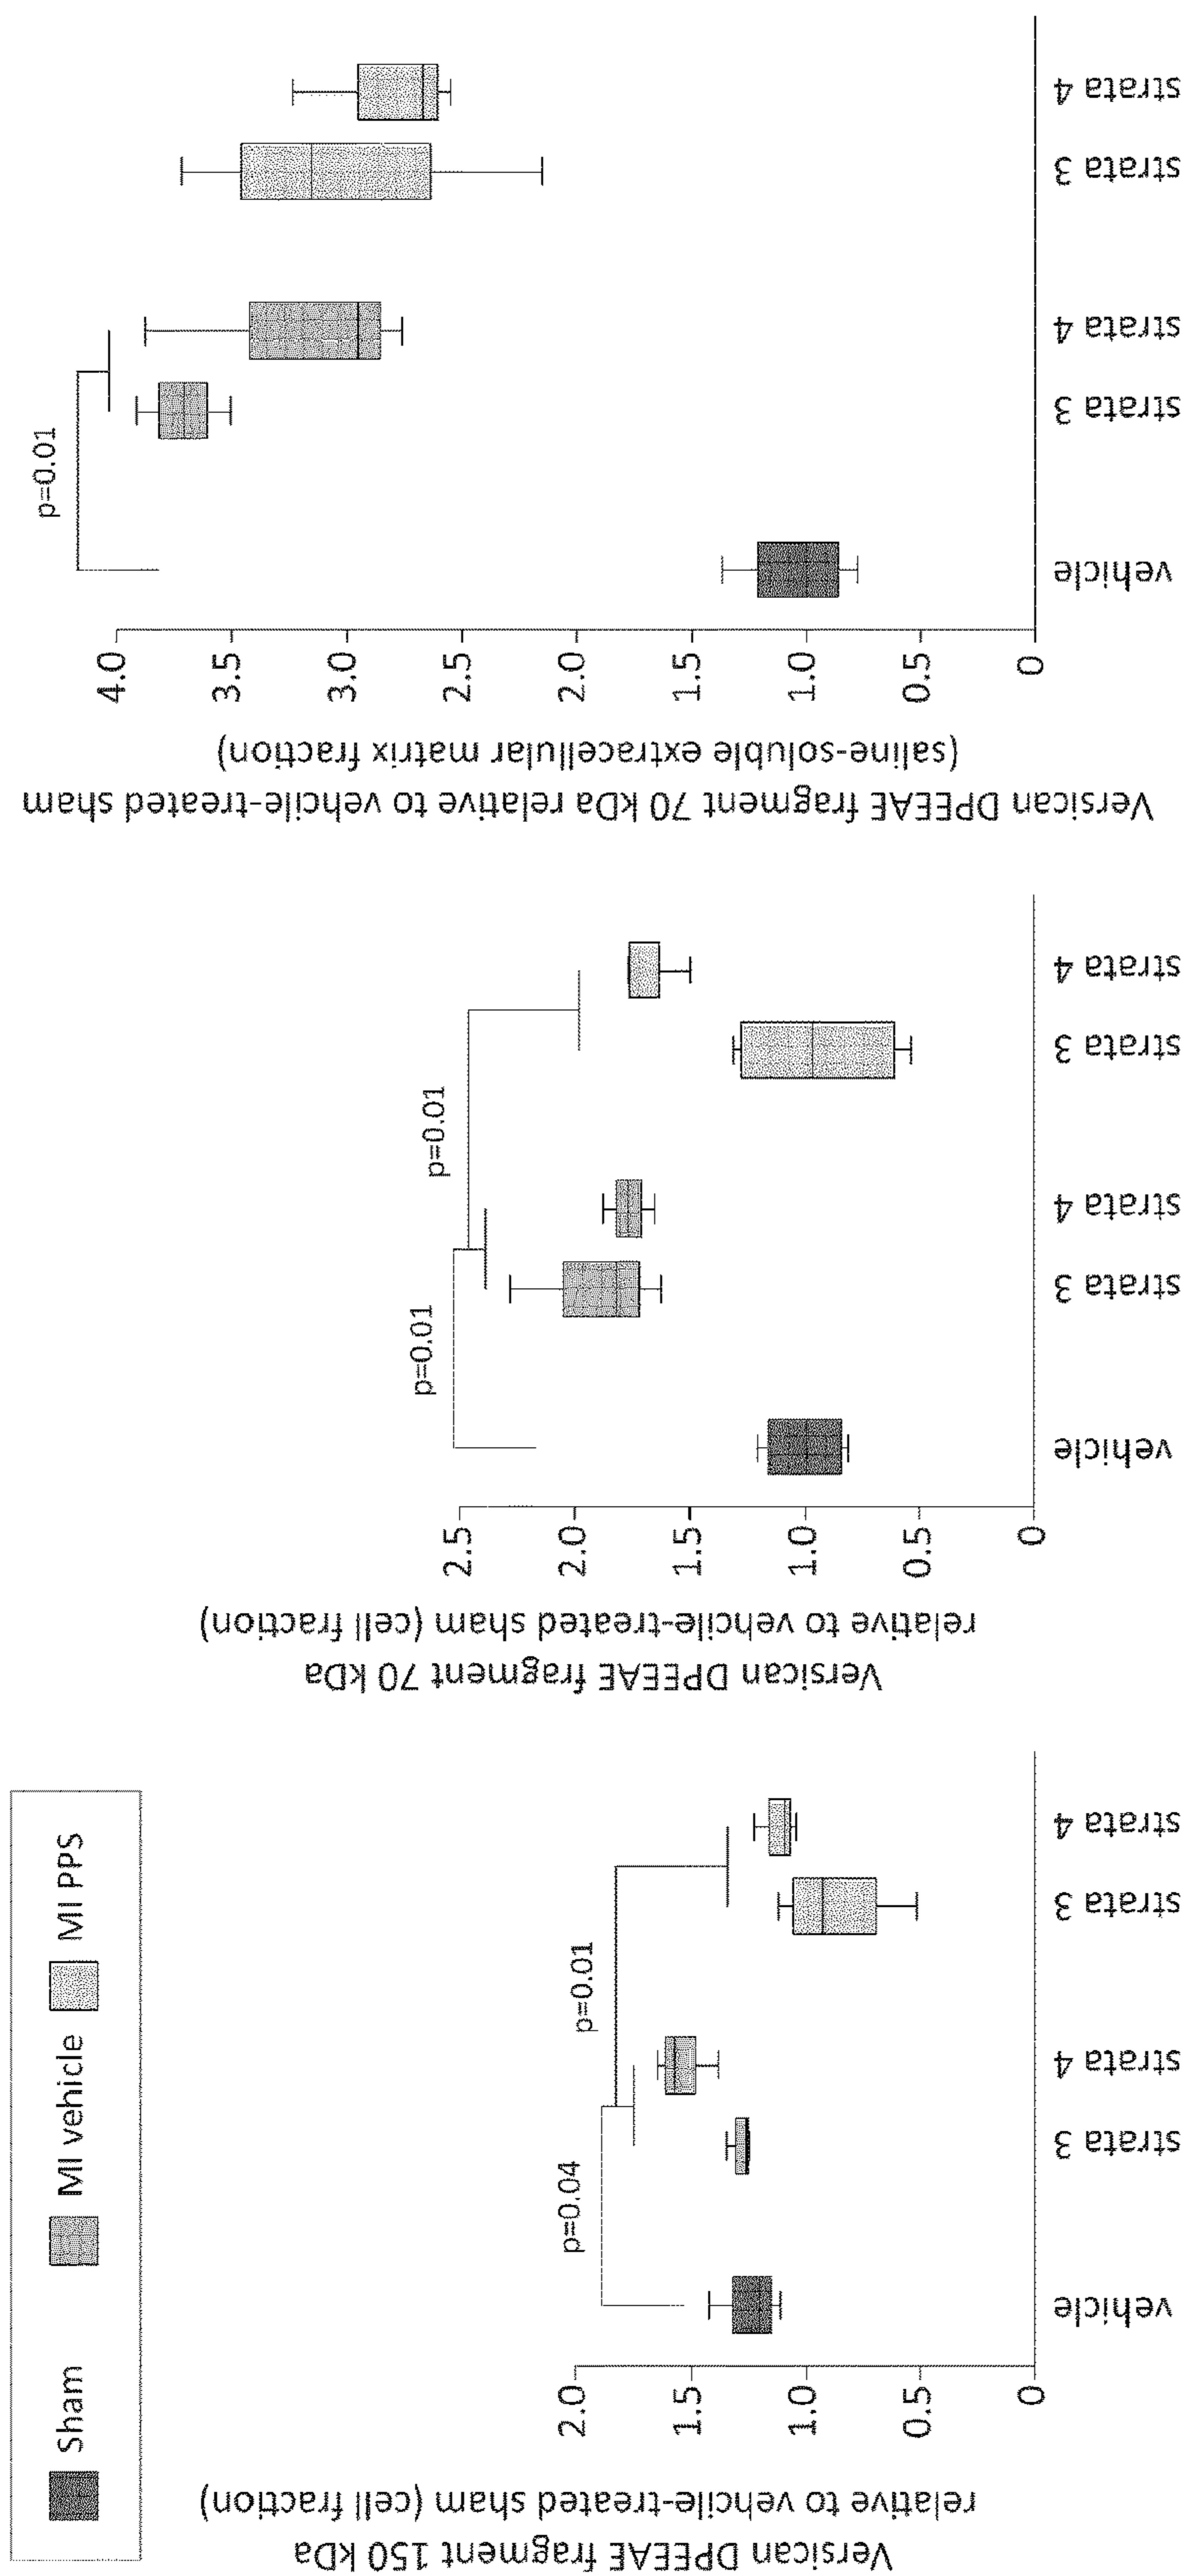 Sham
MI vehicle
MI PPS
Versican DPEEAE fragment 150 kDa
relative to vehcile-treated sham (cell fraction)
2.0
1.5
1.0
0.5
0
p=0.04
p=0.01
vehicle
strata 3
strata 4
strata 3
strata 4
Versican DPEEAE fragment 70 kDa
relative to vehcile-treated sham (cell fraction)
2.5
2.0
1.5
1.0
0.5
0
p=0.01
p=0.01
vehicle
strata 3
strata 4
strata 3
strata 4
Versican DPEEAE fragment 70 kDa relative to vehcile-treated sham
(saline-soluble extracellular matrix fraction)
4.0
3.5
3.0
2.5
2.0
1.5
1.0
0.5
0
p=0.01
vehicle
strata 3
strata 4
strata 3
strata 4